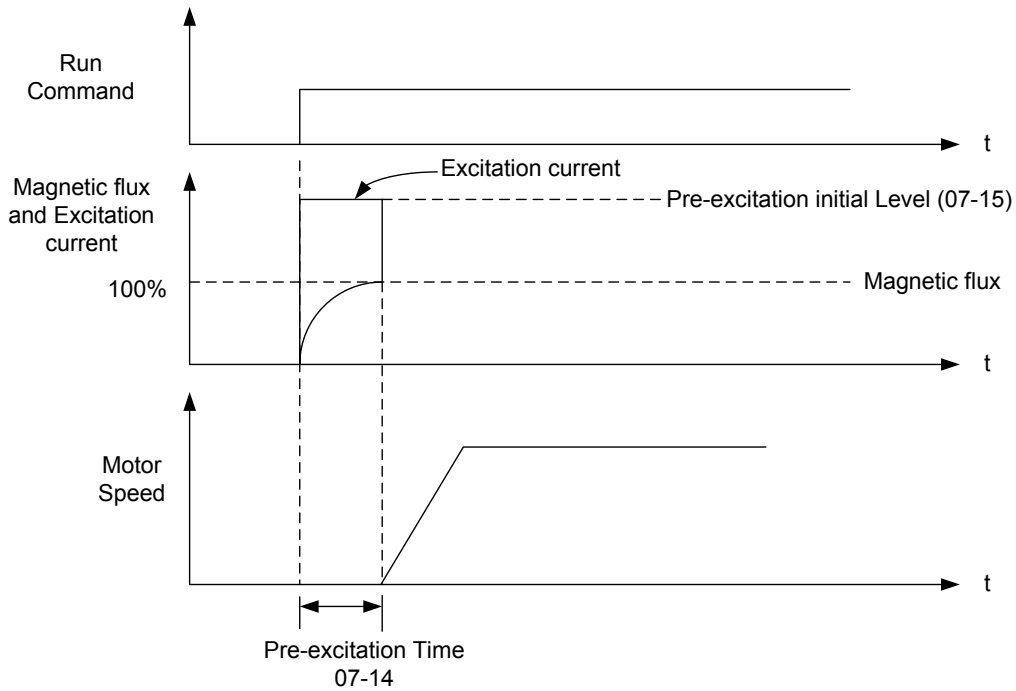 Run
Command
t
Excitation current
Magnetic flux
and Excitation
current
Pre-excitation initial Level (07-15)
100%
Magnetic flux
t
Motor
Speed
t
Pre-excitation Time
07-14